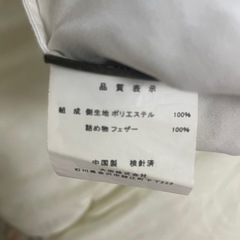 品質表示
組成 側生地 ポリエステル 100%
詰め物 フェザー 100%
中国製 検針済